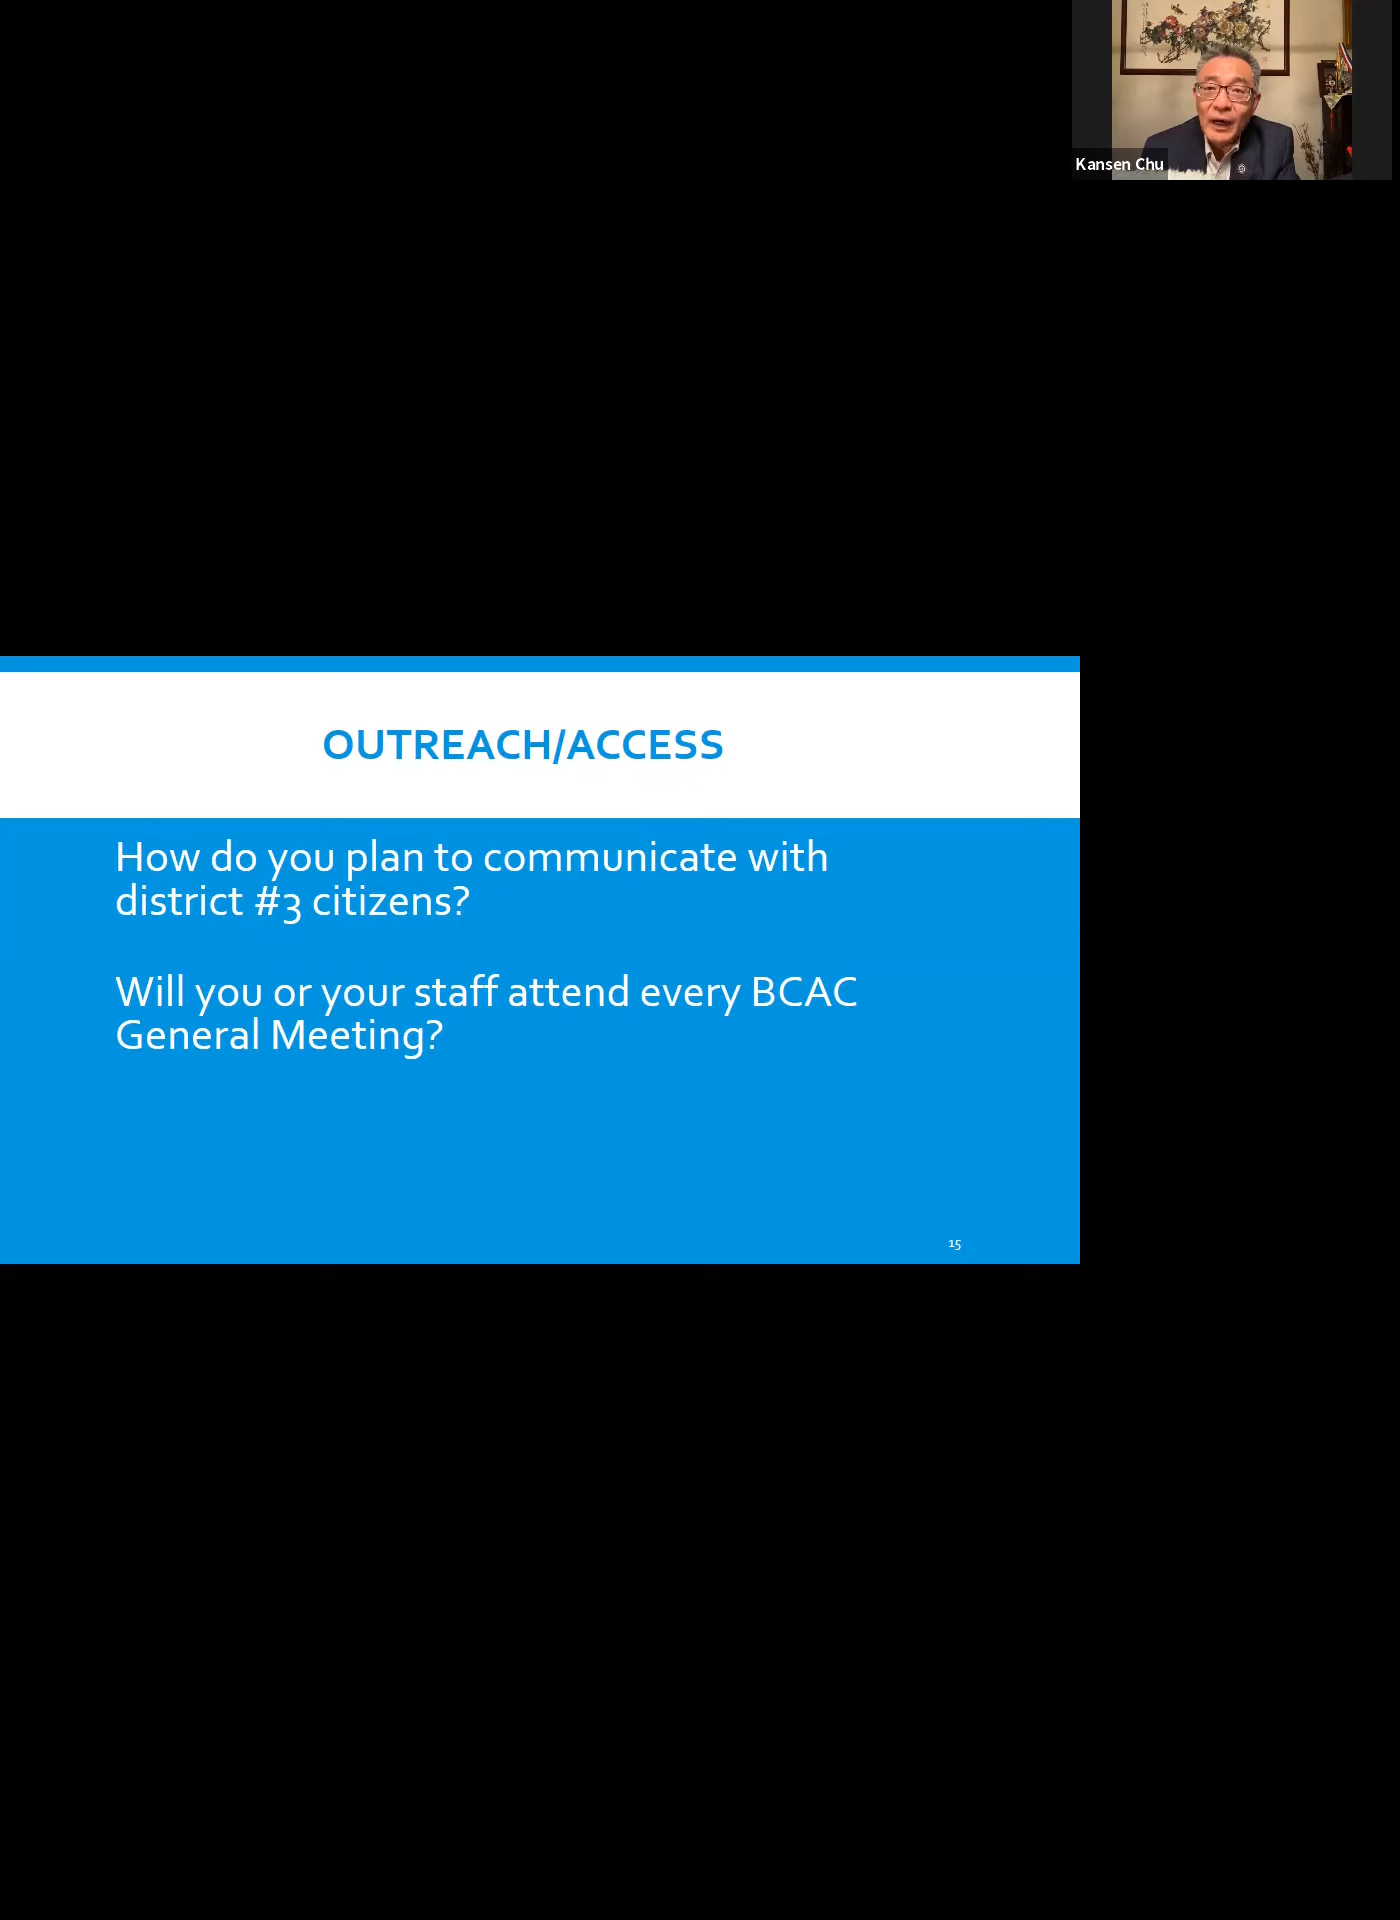 Kansen Chu
OUTREACH/ACCESS
How do you plan to communicate with
district #3 citizens?
Will you or your staff attend every BCAC
General Meeting?
15